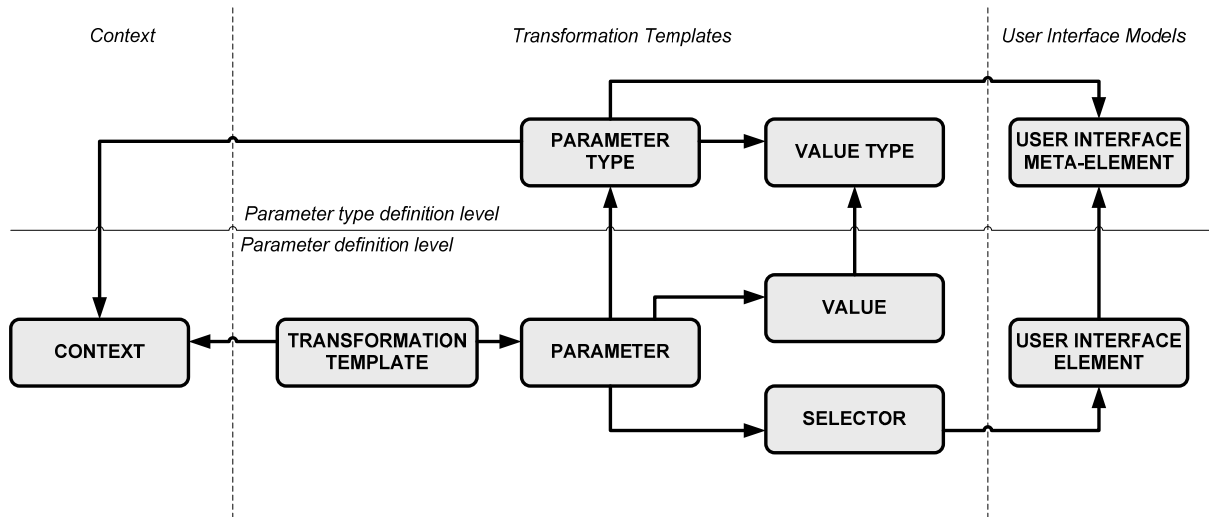 Context
Transformation Templates
User Interface Models
PARAMETER
TYPE
VALUE TYPE
USER INTERFACE
META-ELEMENT
Parameter type definition level
Parameter definition level
CONTEXT
TRANSFORMATION
TEMPLATE
PARAMETER
VALUE
USER INTERFACE
ELEMENT
SELECTOR